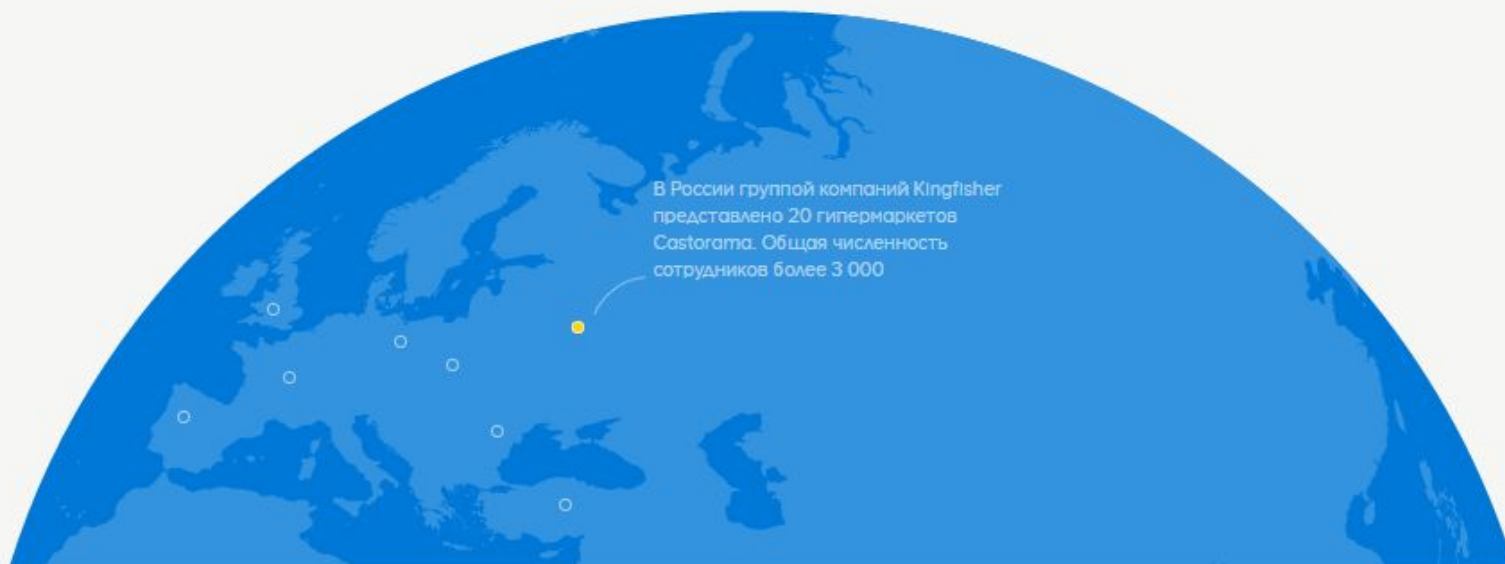 В России группой компаний Kingfisher
представлено 20 гипермаркетов
Castorama. Общая численность
сотрудников более 3 000